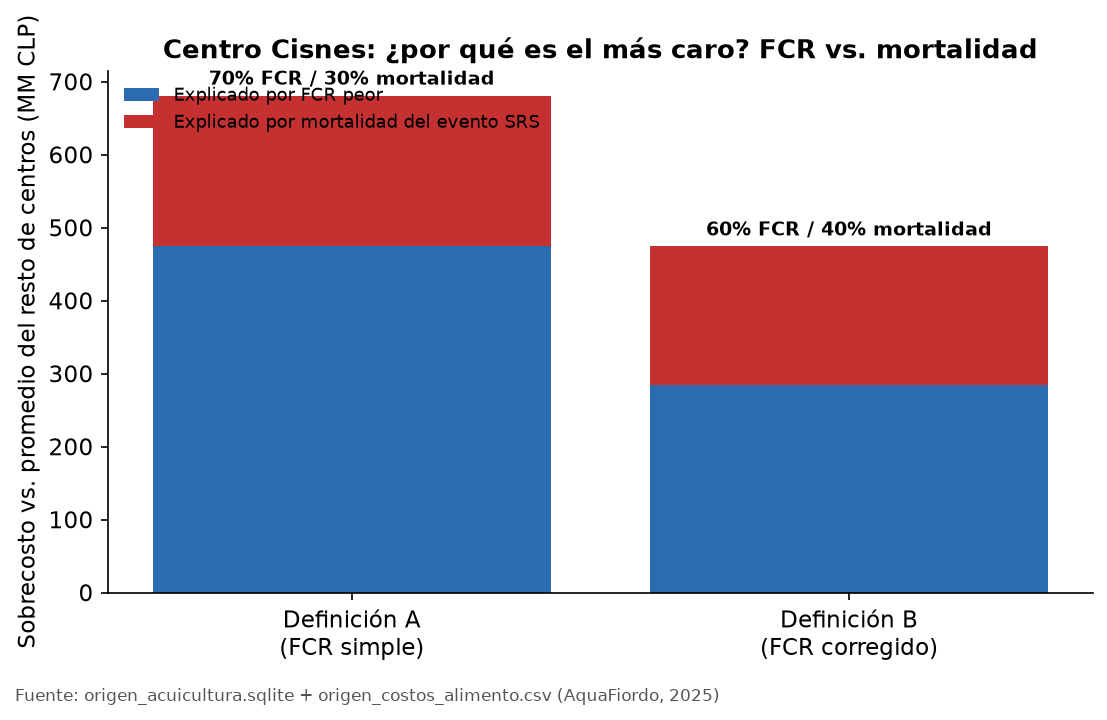 Centro Cisnes: ¿por qué es el más caro? FCR vs. mortalidad
Sobrecosto vs. promedio del resto de centros (MM CLP)
700
600
500
400
300
200
100
0
70% FCR / 30% mortalidad
Explicado por FCR peor
Explicado por mortalidad del evento SRS
60% FCR / 40% mortalidad
Definición A
(FCR simple)
Definición B
(FCR corregido)
Fuente: origen_acuicultura.sqlite + origen_costos_alimento.csv (AquaFiordo, 2025)